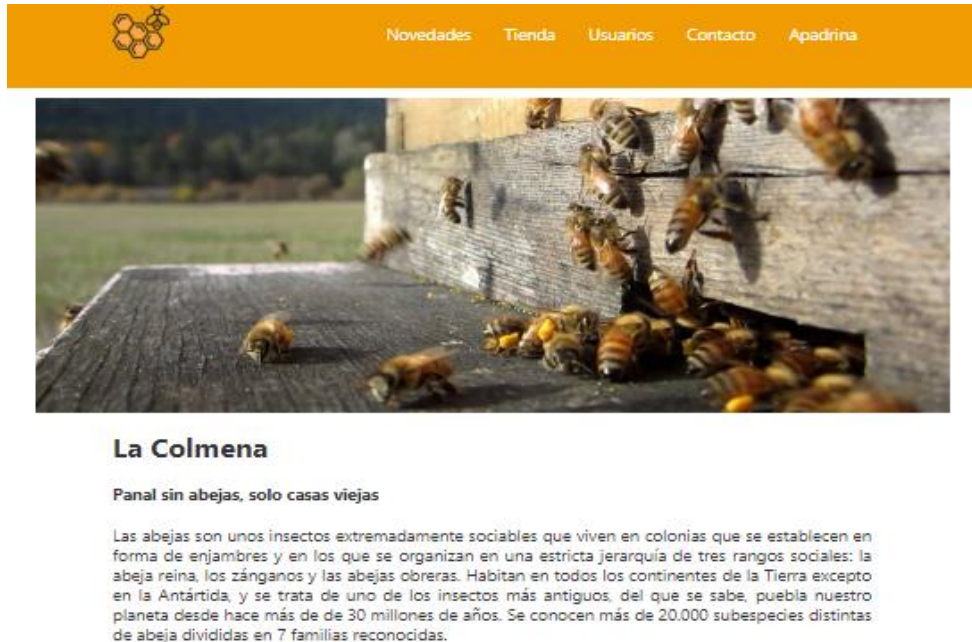 Novedades Tienda Usuarios Contacto Apadrina
La Colmena
Panal sin abejas, solo casas viejas
Las abejas son unos insectos extremadamente sociables que viven en colonias que se establecen en
forma de enjambres y en los que se organizan en una estricta jerarquía de tres rangos sociales: la
abeja reina, los zánganos y las abejas obreras. Habitan en todos los continentes de la Tierra excepto
en la Antártida, y se trata de uno de los insectos más antiguos, del que se sabe, puebla nuestro
planeta desde hace más de de 30 millones de años. Se conocen más de 20.000 subespecies distintas
de abeja divididas en 7 familias reconocidas.